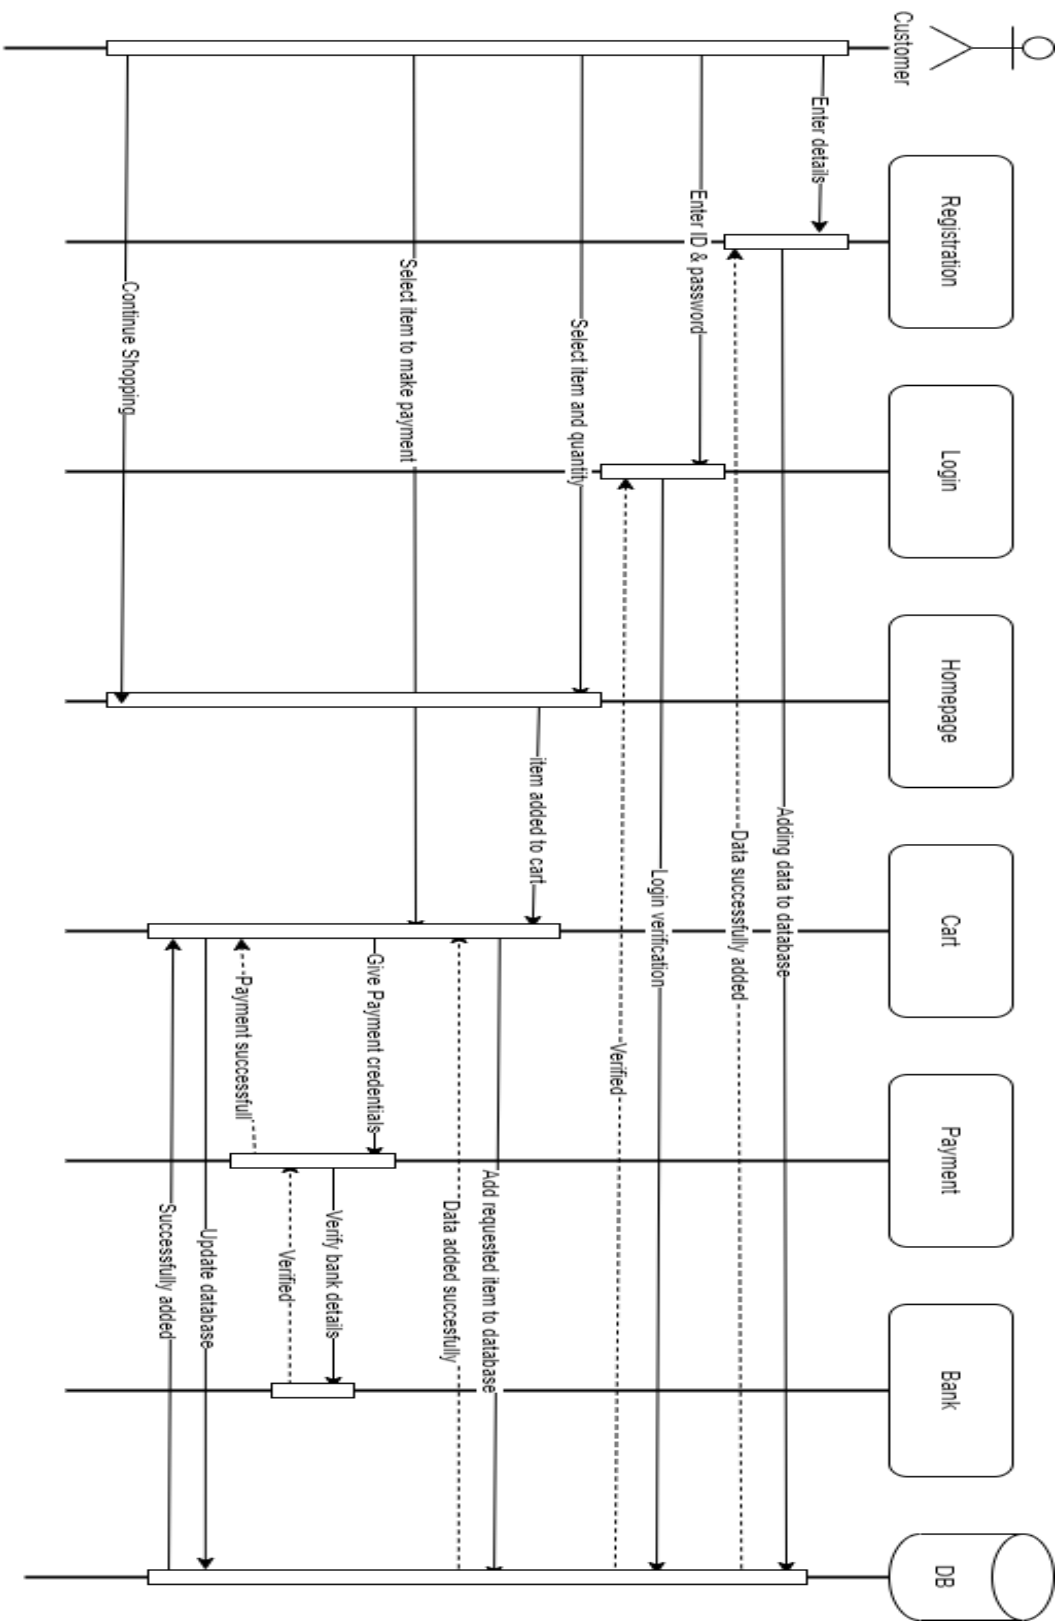 Customer
Registration
Login
Homepage
Cart
Payment
Bank
DB
Enter details
Adding data to database
Data successfully added
Enter ID & password
Login verification
Verified
Select item and quantity
item added to cart
Add requested item to database
Data added succesfully
Select item to make payment
Give Payment credentials
Verify bank details
Verified
Payment successfull
Update database
Successfully added
Continue Shopping